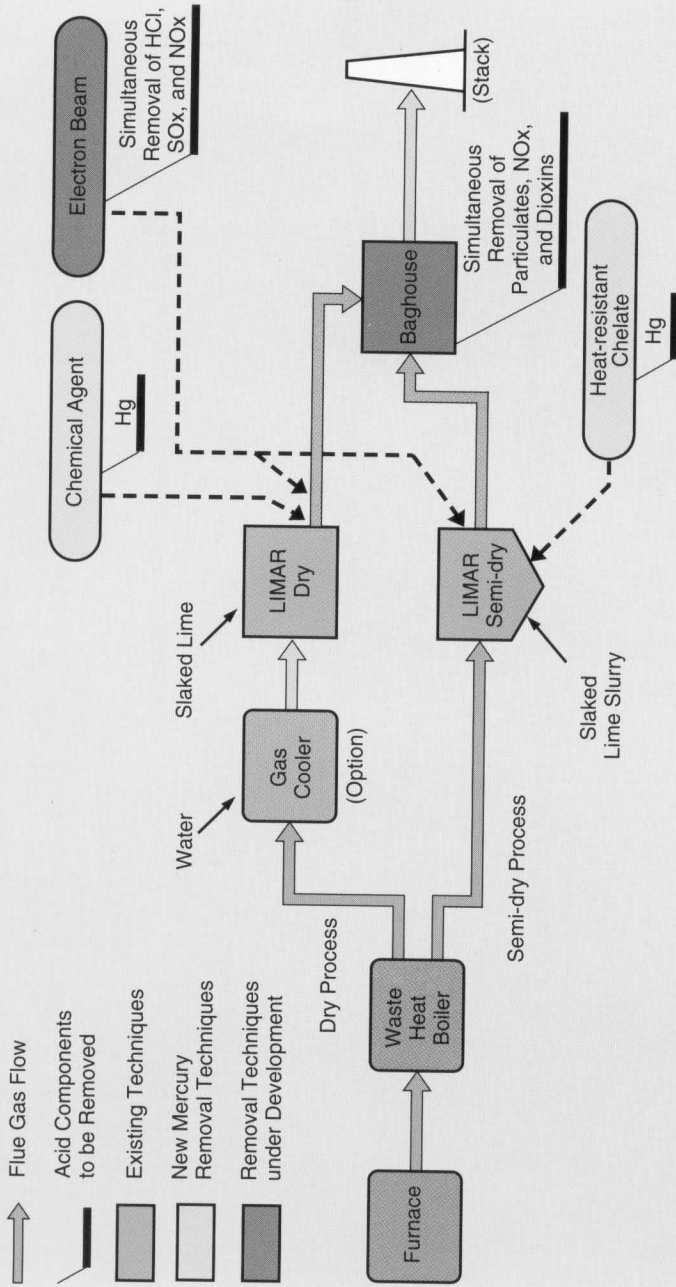 Flue Gas Flow
Acid Components
to be Removed
Existing Techniques
New Mercury
Removal Techniques
Removal Techniques
under Development
Furnace
Waste
Heat
Boiler
Dry Process
Semi-dry Process
Water
Gas
Cooler
(Option)
Slaked Lime
LIMAR
Dry
Slaked
Lime Slurry
LIMAR
Semi-dry
Chemical Agent
Hg
Electron Beam
Simultaneous
Removal of HCl,
SOx, and NOx
Heat-resistant
Chelate
Hg
Baghouse
Simultaneous
Removal of
Particulates, NOx,
and Dioxins
(Stack)